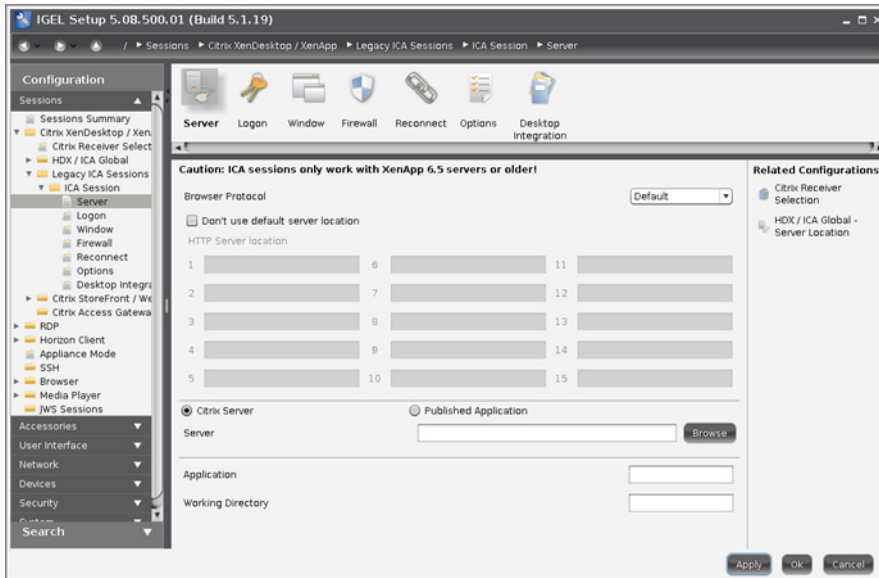 IGEL Setup 5.08.500.01 (Build 5.1.19)
/ Sessions Citrix XenDesktop / XenApp Legacy ICA Sessions ICA Session Server
Configuration
Sessions
Sessions Summary
Citrix XenDesktop / Xen
Citrix Receiver Select
HDX / ICA Global
Legacy ICA Sessions
ICA Session
Server
Logon
Window
Firewall
Reconnect
Options
Desktop Integra
Citrix StoreFront / We
Citrix Access Gatewa
RDP
Horizon Client
Appliance Mode
SSH
Browser
Media Player
JWS Sessions
Accessories
User Interface
Network
Devices
Security
System
Search
Server Logon Window Firewall Reconnect Options Desktop
Integration
Caution: ICA sessions only work with XenApp 6.5 servers or older!
Browser Protocol Default
Don't use default server location
HTTP Server location
1 6 11
2 7 12
3 8 13
4 9 14
5 10 15
Citrix Server Published Application
Server Browse
Application
Working Directory
Related Configurations
Citrix Receiver
Selection
HDX / ICA Global -
Server Location
Apply Ok Cancel